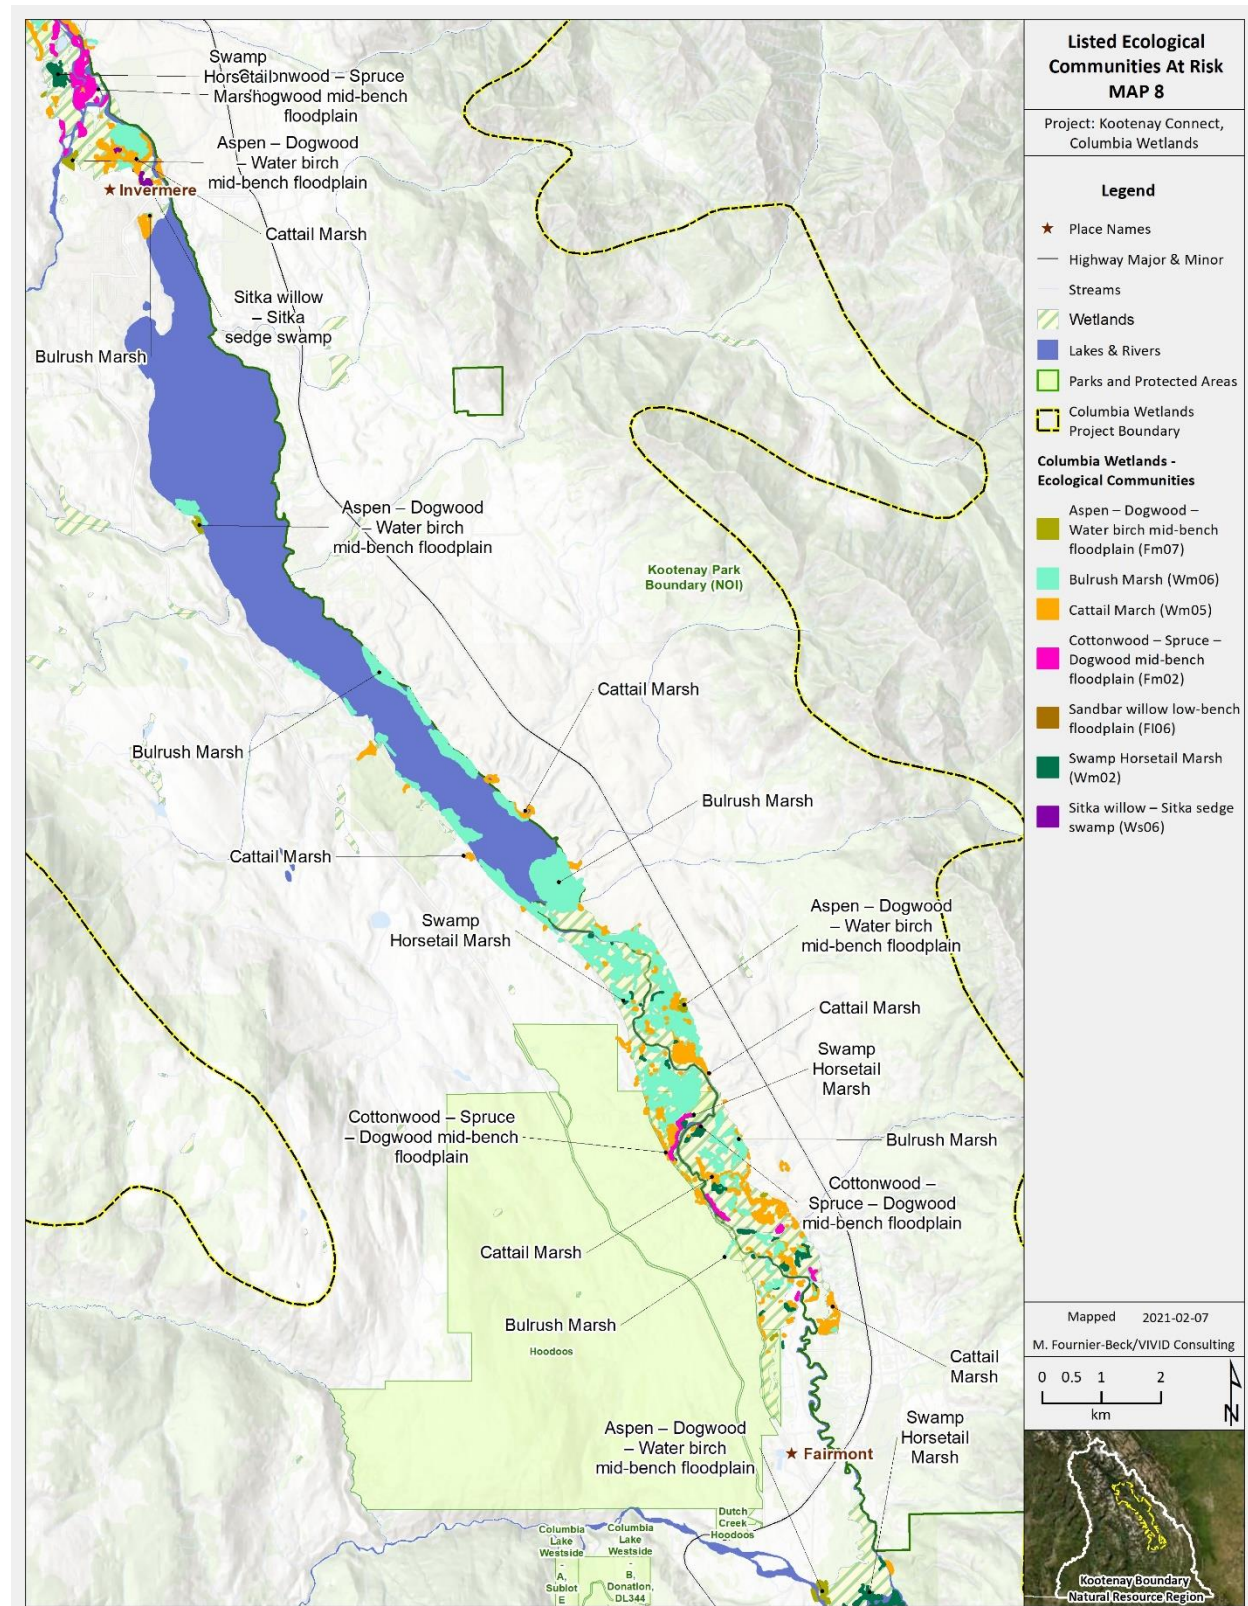 Swamp
Horsetail
Marsh
Cottonwood – Spruce
– Dogwood mid-bench
floodplain
Aspen – Dogwood
– Water birch
mid-bench floodplain
Invermere
Cattail Marsh
Sitka willow
– Sitka
sedge swamp
Bulrush Marsh
Aspen – Dogwood
– Water birch
mid-bench floodplain
Kootenay Park
Boundary (NOI)
Cattail Marsh
Bulrush Marsh
Bulrush Marsh
Cattail Marsh
Aspen – Dogwood
– Water birch
mid-bench floodplain
Swamp
Horsetail Marsh
Cattail Marsh
Swamp
Horsetail
Marsh
Cottonwood – Spruce
– Dogwood mid-bench
floodplain
Bulrush Marsh
Cottonwood –
Spruce – Dogwood
mid-bench floodplain
Cattail Marsh
Bulrush Marsh
Hoodoos
Cattail
Marsh
Aspen – Dogwood
– Water birch
mid-bench floodplain
Swamp
Horsetail
Marsh
Fairmont
Dutch
Creek
Hoodoos
Columbia
Lake
Westside
- A,
Sublot
E
Columbia
Lake
Westside -
B,
Donation,
DL344
Listed Ecological
Communities At Risk
MAP 8
Project: Kootenay Connect,
Columbia Wetlands
Legend
Place Names
Highway Major & Minor
Streams
Wetlands
Lakes & Rivers
Parks and Protected Areas
Columbia Wetlands
Project Boundary
Columbia Wetlands -
Ecological Communities
Aspen – Dogwood –
Water birch mid-bench
floodplain (Fm07)
Bulrush Marsh (Wm06)
Cattail March (Wm05)
Cottonwood – Spruce –
Dogwood mid-bench
floodplain (Fm02)
Sandbar willow low-bench
floodplain (Fl06)
Swamp Horsetail Marsh
(Wm02)
Sitka willow – Sitka sedge
swamp (Ws06)
Mapped 2021-02-07
M. Fournier-Beck/VIVID Consulting
0 0.5 1 2
km
N
Kootenay Boundary
Natural Resource Region